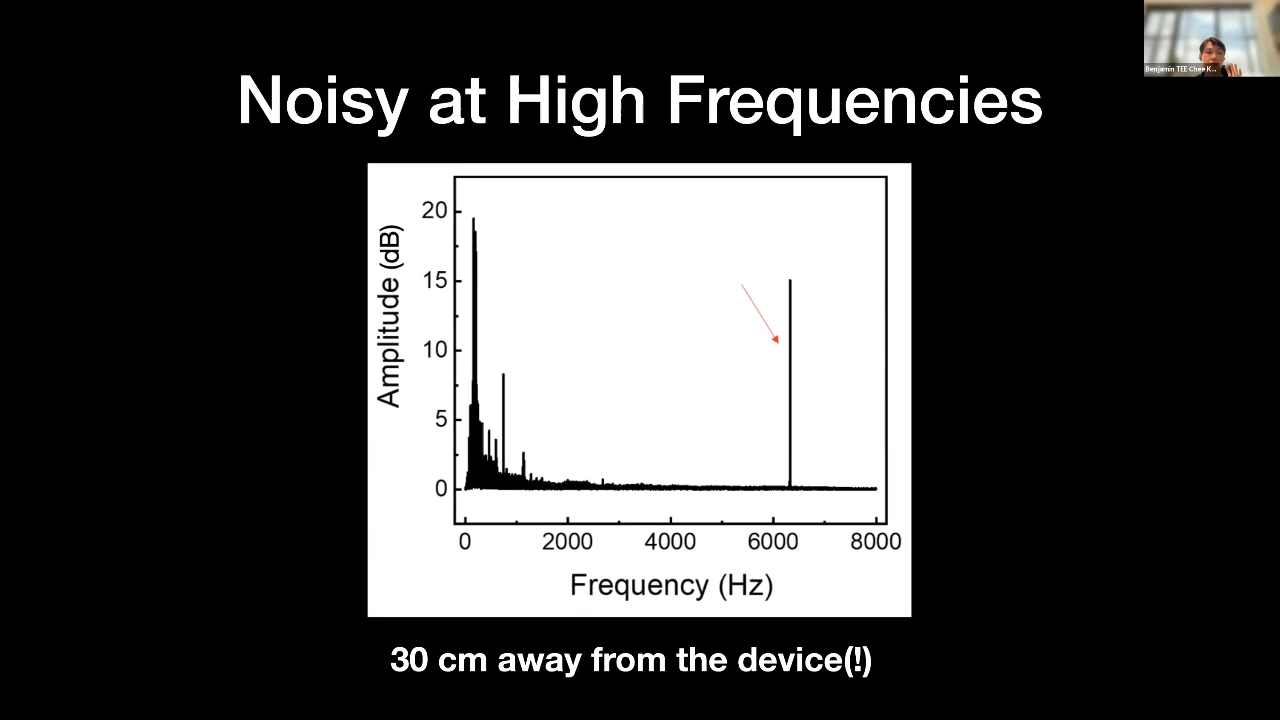 Benjamin TEE Chee K...
Noisy at High Frequencies
Amplitude (dB)
20
15
10
5
0
0 2000 4000 6000 8000
Frequency (Hz)
30 cm away from the device(!)